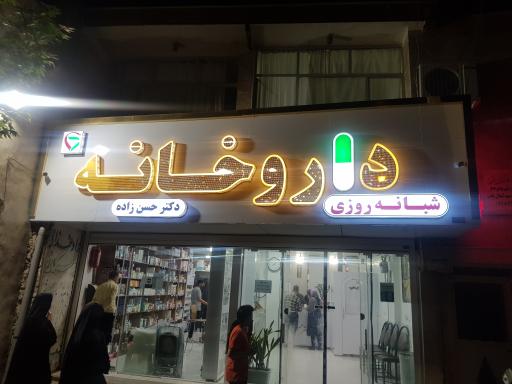 داروخانه
شبانه روزی
دکتر حسن زاده